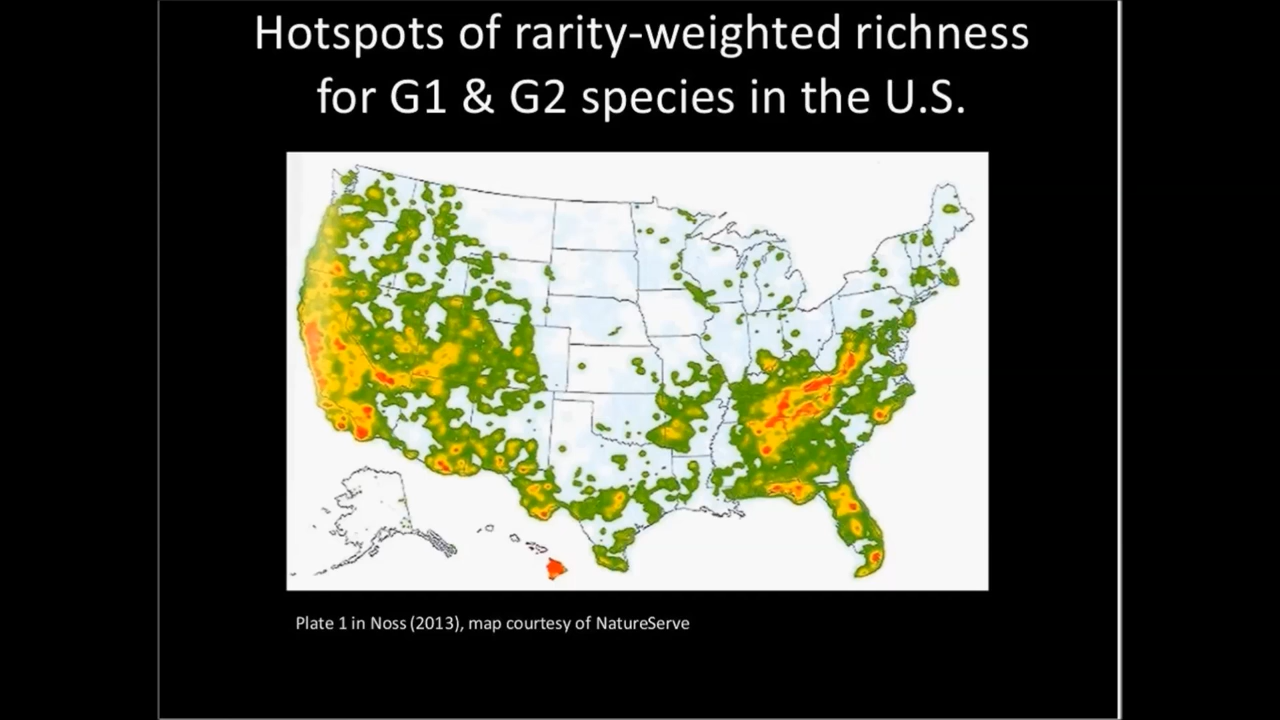 Hotspots of rarity-weighted richness
for G1 & G2 species in the U.S.
Plate 1 in Noss (2013), map courtesy of NatureServe